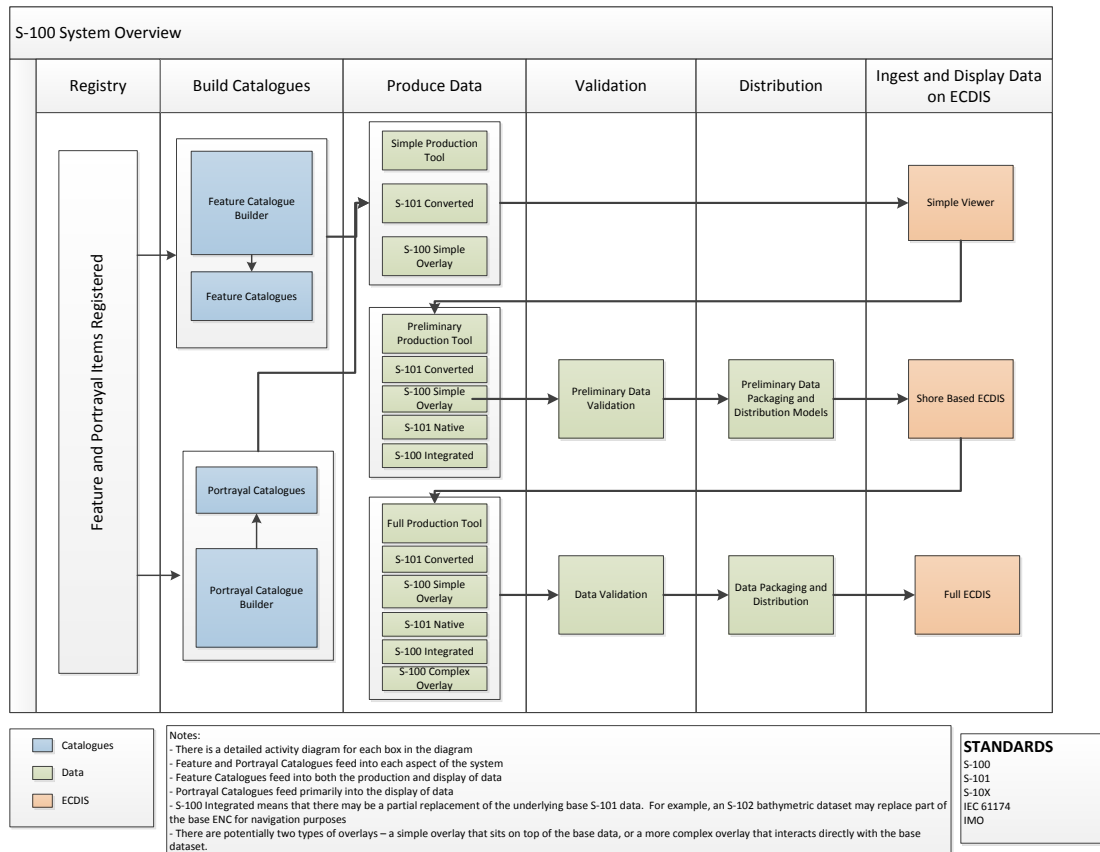 S-100 System Overview
Registry
Build Catalogues
Produce Data
Validation
Distribution
Ingest and Display Data
on ECDIS
Feature and Portrayal Items Registered
Feature Catalogue
Builder
Feature Catalogues
Portrayal Catalogues
Portrayal Catalogue
Builder
Simple Production
Tool
S-101 Converted
S-100 Simple
Overlay
Simple Viewer
Preliminary
Production Tool
S-101 Converted
S-100 Simple
Overlay
S-101 Native
S-100 Integrated
Preliminary Data
Validation
Preliminary Data
Packaging and
Distribution Models
Shore Based ECDIS
Full Production Tool
S-101 Converted
S-100 Simple
Overlay
S-101 Native
S-100 Integrated
S-100 Complex
Overlay
Data Validation
Data Packaging and
Distribution
Full ECDIS
Catalogues
Data
ECDIS
Notes:
- There is a detailed activity diagram for each box in the diagram
- Feature and Portrayal Catalogues feed into each aspect of the system
- Feature Catalogues feed into both the production and display of data
- Portrayal Catalogues feed primarily into the display of data
- S-100 Integrated means that there may be a partial replacement of the underlying base S-101 data.  For example, an S-102 bathymetric dataset may replace part of
the base ENC for navigation purposes
- There are potentially two types of overlays – a simple overlay that sits on top of the base data, or a more complex overlay that interacts directly with the base
dataset.
STANDARDS
S-100
S-101
S-10X
IEC 61174
IMO